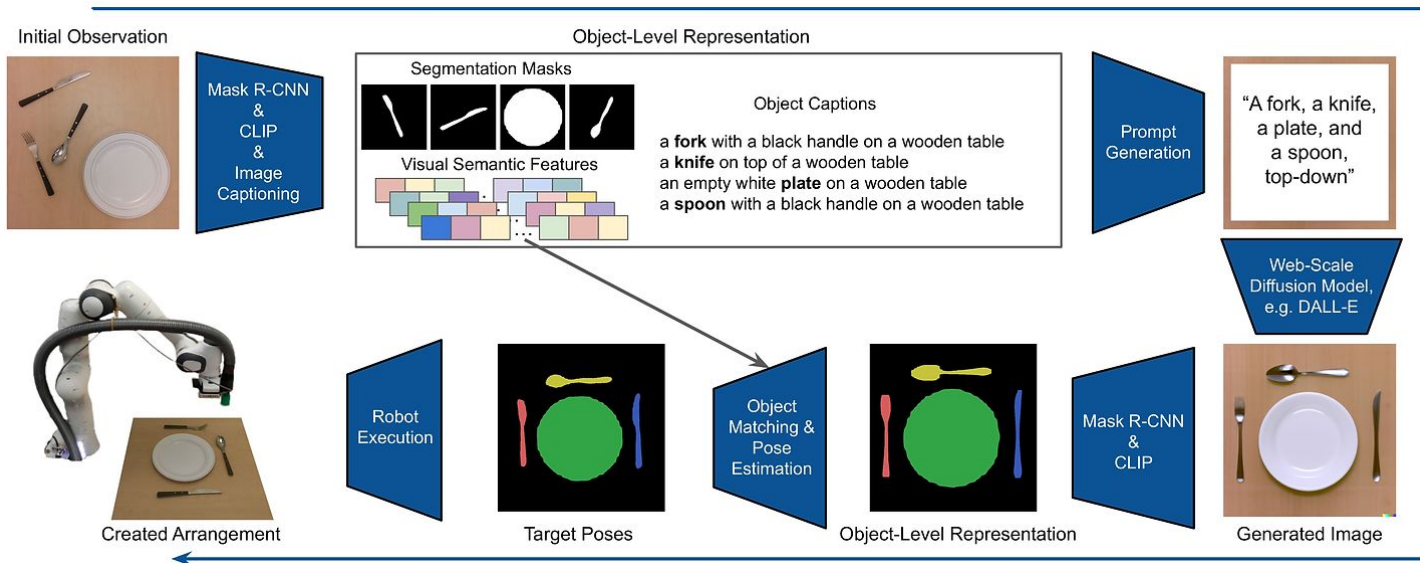 Initial Observation
Object-Level Representation
Mask R-CNN
&
CLIP
&
Image
Captioning
Segmentation Masks
Visual Semantic Features
...
Object Captions
a fork with a black handle on a wooden table
a knife on top of a wooden table
an empty white plate on a wooden table
a spoon with a black handle on a wooden table
Prompt
Generation
“A fork, a knife,
a plate, and
a spoon,
top-down”
Web-Scale
Diffusion Model,
e.g. DALL-E
Robot
Execution
Object
Matching &
Pose
Estimation
Mask R-CNN
&
CLIP
Created Arrangement
Target Poses
Object-Level Representation
Generated Image